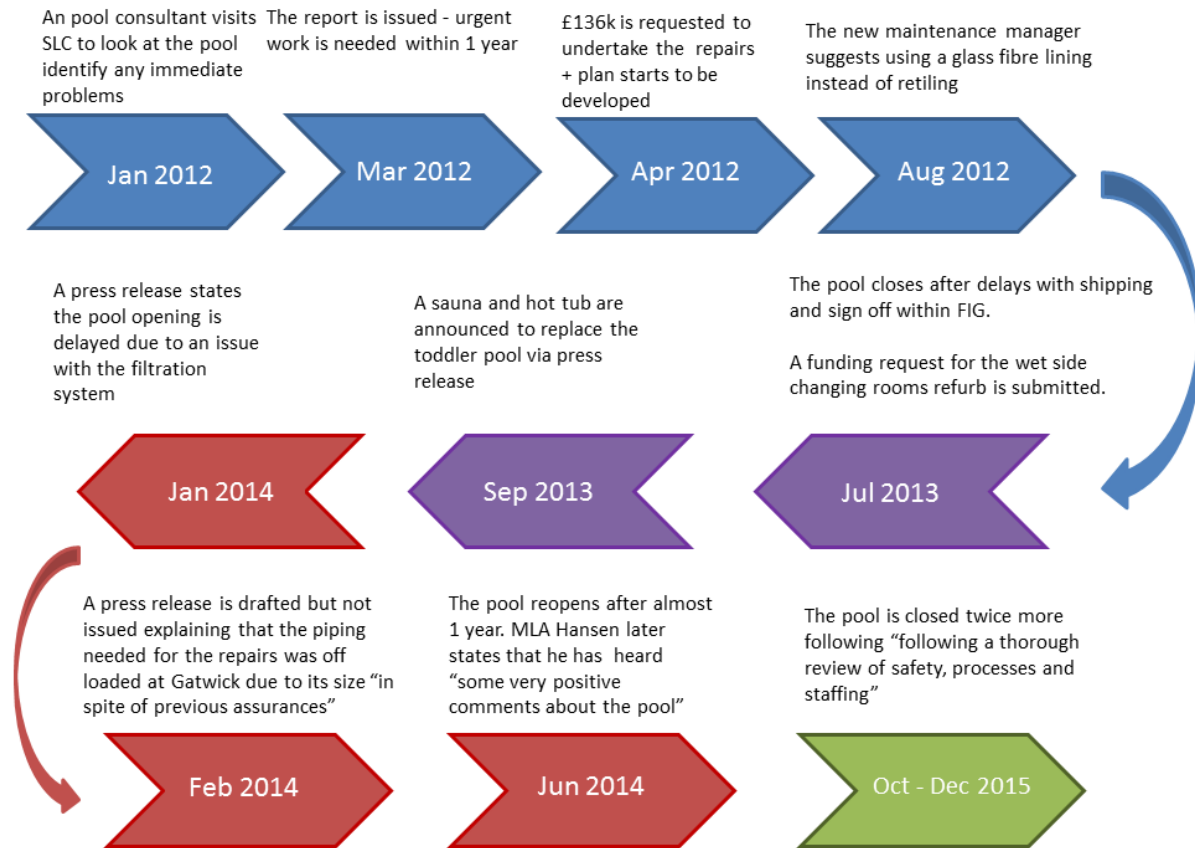 An pool consultant visits
SLC to look at the pool
identify any immediate
problems
The report is issued - urgent
work is needed within 1 year
£136k is requested to
undertake the repairs
+ plan starts to be
developed
The new maintenance manager
suggests using a glass fibre lining
instead of retiling
Jan 2012
Mar 2012
Apr 2012
Aug 2012
The pool closes after delays with shipping
and sign off within FIG.
A funding request for the wet side
changing rooms refurb is submitted.
Jul 2013
A sauna and hot tub are
announced to replace the
toddler pool via press
release
Sep 2013
A press release states
the pool opening is
delayed due to an issue
with the filtration
system
Jan 2014
A press release is drafted but not
issued explaining that the piping
needed for the repairs was off
loaded at Gatwick due to its size “in
spite of previous assurances”
Feb 2014
The pool reopens after almost
1 year. MLA Hansen later
states that he has heard
“some very positive
comments about the pool”
Jun 2014
The pool is closed twice more
following “following a thorough
review of safety, processes and
staffing”
Oct - Dec 2015